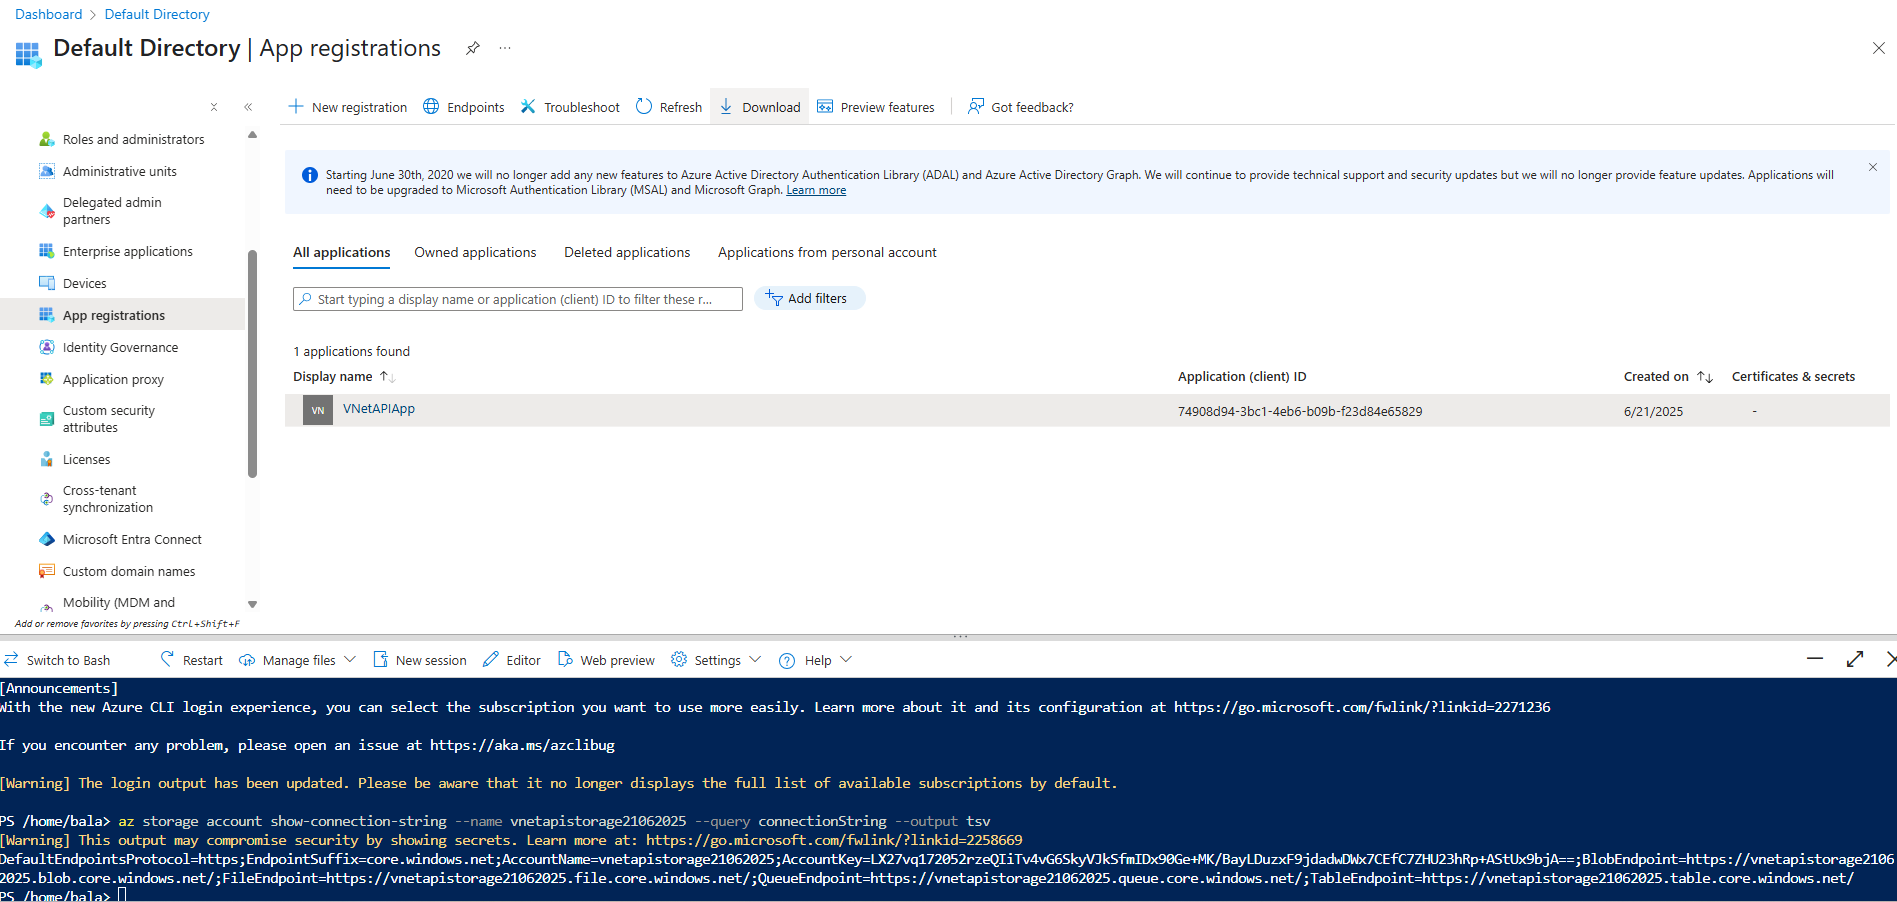 Dashboard > Default Directory
Default Directory | App registrations
New registration Endpoints Troubleshoot Refresh Download Preview features Got feedback?
Roles and administrators
Administrative units
Delegated admin
partners
Enterprise applications
Devices
App registrations
Identity Governance
Application proxy
Custom security
attributes
Licenses
Cross-tenant
synchronization
Microsoft Entra Connect
Custom domain names
Mobility (MDM and
Add or remove favorites by pressing Ctrl+Shift+F
Starting June 30th, 2020 we will no longer add any new features to Azure Active Directory Authentication Library (ADAL) and Azure Active Directory Graph. We will continue to provide technical support and security updates but we will no longer provide feature updates. Applications will
need to be upgraded to Microsoft Authentication Library (MSAL) and Microsoft Graph. Learn more
All applications Owned applications Deleted applications Applications from personal account
Start typing a display name or application (client) ID to filter these r... Add filters
1 applications found
Display name Application (client) ID Created on Certificates & secrets
VN VNetAPIApp 74908d94-3bc1-4eb6-b09b-f23d84e65829 6/21/2025 -
Switch to Bash Restart Manage files New session Editor Web preview Settings Help
[Announcements]
With the new Azure CLI login experience, you can select the subscription you want to use more easily. Learn more about it and its configuration at https://go.microsoft.com/fwlink/?linkid=2271236
If you encounter any problem, please open an issue at https://aka.ms/azclibug
[Warning] The login output has been updated. Please be aware that it no longer displays the full list of available subscriptions by default.
PS /home/bala> az storage account show-connection-string --name vnetapistorage21062025 --query connectionString --output tsv
[Warning] This output may compromise security by showing secrets. Learn more at: https://go.microsoft.com/fwlink/?linkid=2258669
DefaultEndpointsProtocol=https;EndpointSuffix=core.windows.net;AccountName=vnetapistorage21062025;AccountKey=LX27vq172052rzeQIiTv4vG6SkyVJkSfmIDx90Ge+MK/BayLDuzxF9jdadwDWx7CEfC7ZHU23hRp+AStUx9bjA==;BlobEndpoint=https://vnetapistorage2106
2025.blob.core.windows.net/;FileEndpoint=https://vnetapistorage21062025.file.core.windows.net/;QueueEndpoint=https://vnetapistorage21062025.queue.core.windows.net/;TableEndpoint=https://vnetapistorage21062025.table.core.windows.net/
PS /home/bala>